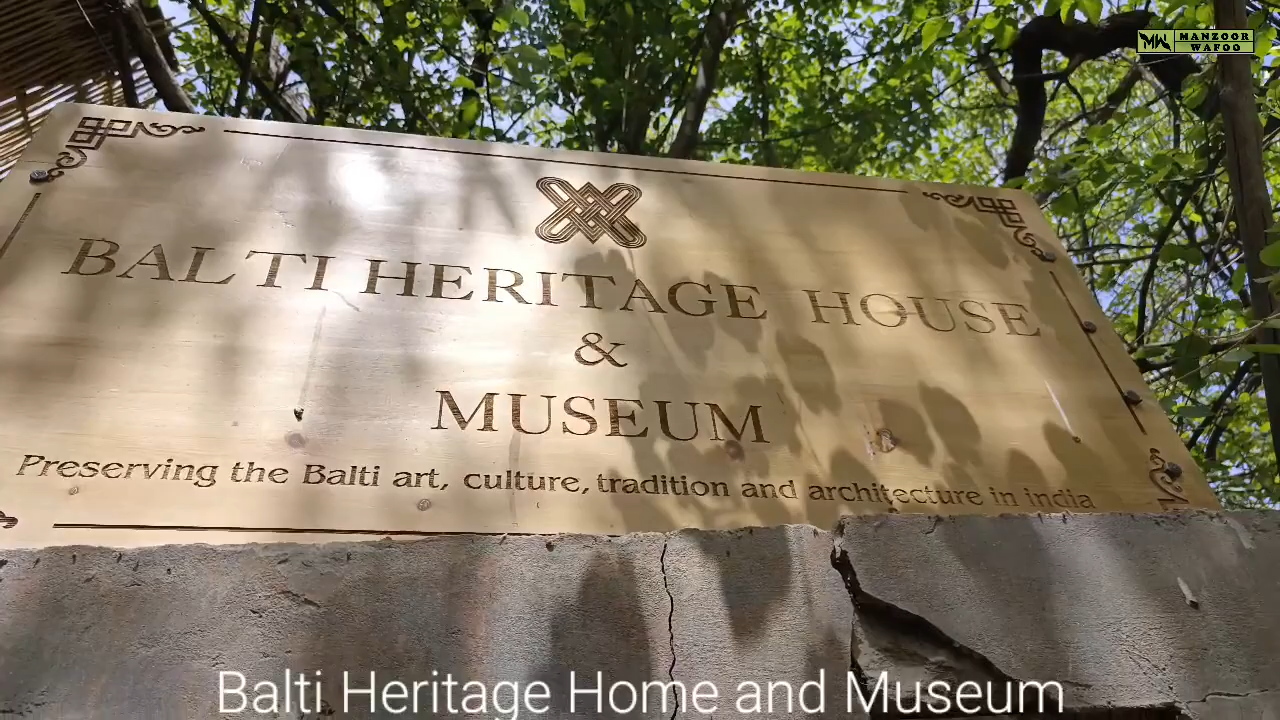 MANZOOR
WAFOO
BALTI HERITAGE HOUSE
&
MUSEUM
Preserving the Balti art, culture, tradition and architecture in india
Balti Heritage Home and Museum